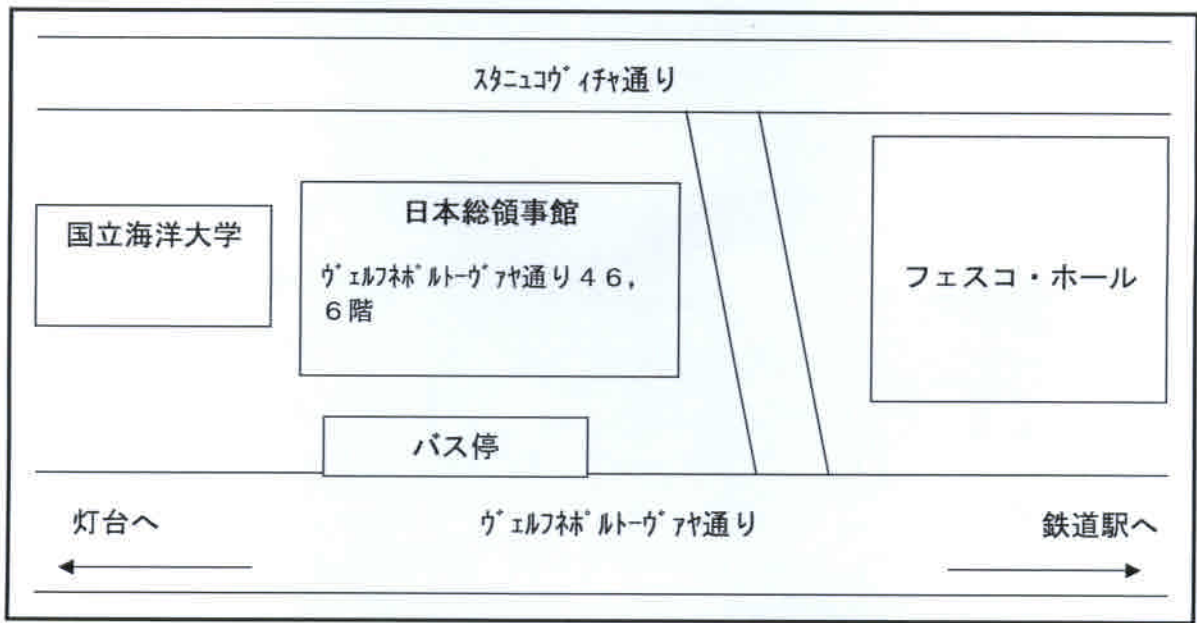 ｽﾀﾆｭｺｳﾞｨﾁｬ通り
国立海洋大学
日本総領事館
ヴｪﾙﾌﾈﾎﾟﾙﾄｰｳﾞｧﾔ通り４６，
６階
フェスコ・ホール
バス停
灯台へ
ｳﾞｪﾙﾌﾈﾎﾟﾙﾄｰｳﾞｧﾔ通り
鉄道駅へ